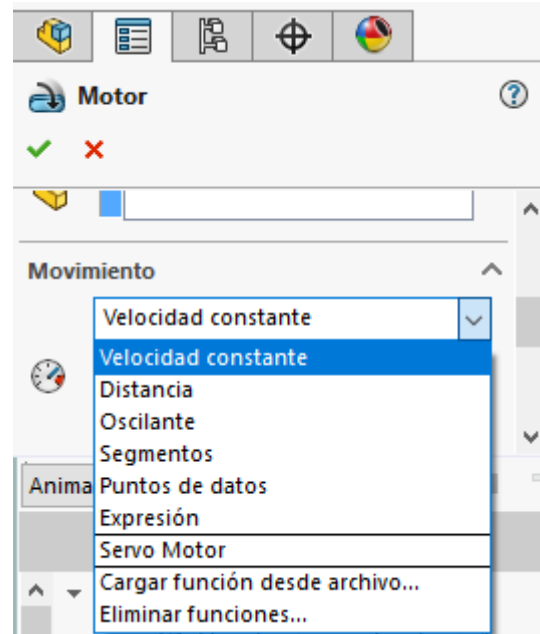 Motor
Movimiento
Velocidad constante
Velocidad constante
Distancia
Oscilante
Segmentos
Anima
Puntos de datos
Expresión
Servo Motor
Cargar función desde archivo...
Eliminar funciones...